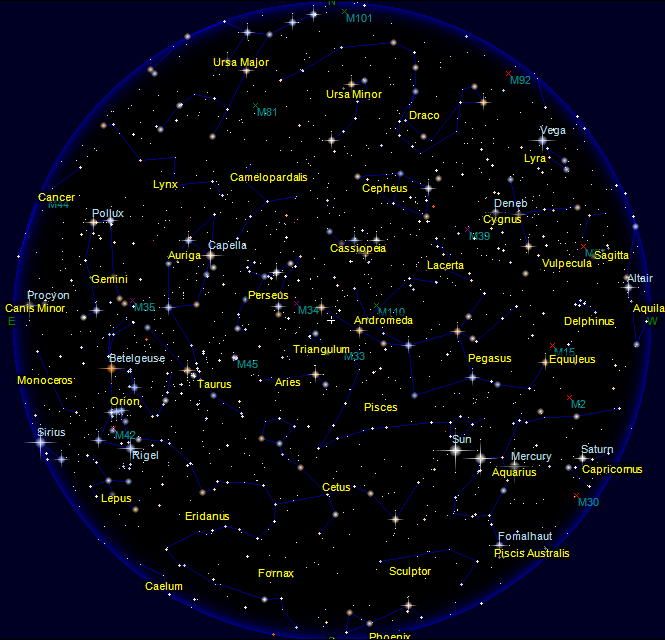 N
M101
Ursa Major
M92
Ursa Minor
M81
Draco
Vega
Lyra
Camelopardalis
Lynx
Cepheus
Cancer
M44
Deneb
Pollux
Cygnus
M39
Capella
Cassiopeia
Auriga
Sagitta
Lacerta
Vulpecula
Gemini
Altair
Procyon
Perseus
Canis Minor
M35
M34
M110
Aquila
E
Andromeda
Delphinus
W
Triangulum
M33
M15
Betelgeuse
M45
Pegasus
Equuleus
Monoceros
Taurus
Aries
Orion
Pisces
M2
Sirius
M42
Sun
Rigel
Mercury
Saturn
Aquarius
Capricornus
Cetus
Lepus
M30
Eridanus
Fomalhaut
Piscis Australis
Fornax
Sculptor
Caelum
Phoenix